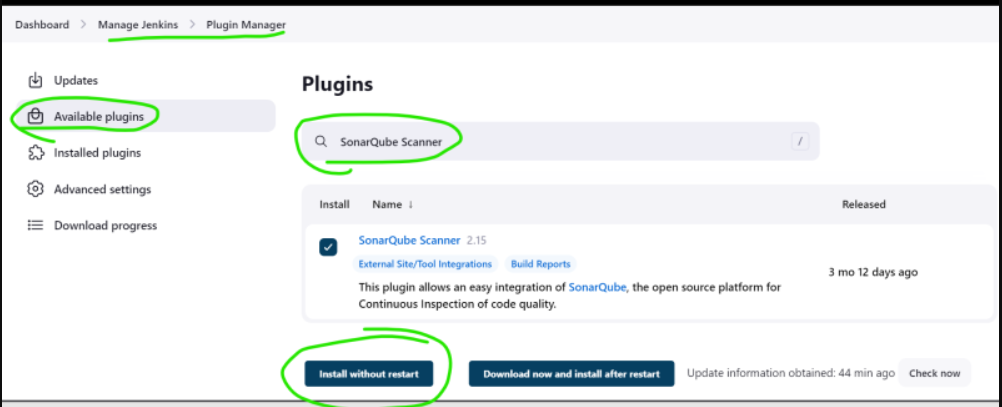 Dashboard > Manage Jenkins > Plugin Manager
Updates
Available plugins
Installed plugins
Advanced settings
Download progress
Plugins
SonarQube Scanner /
Install Name ↓ Released
SonarQube Scanner 2.15
External Site/Tool Integrations Build Reports
3 mo 12 days ago
This plugin allows an easy integration of SonarQube, the open source platform for
Continuous Inspection of code quality.
Install without restart Download now and install after restart Update information obtained: 44 min ago Check now